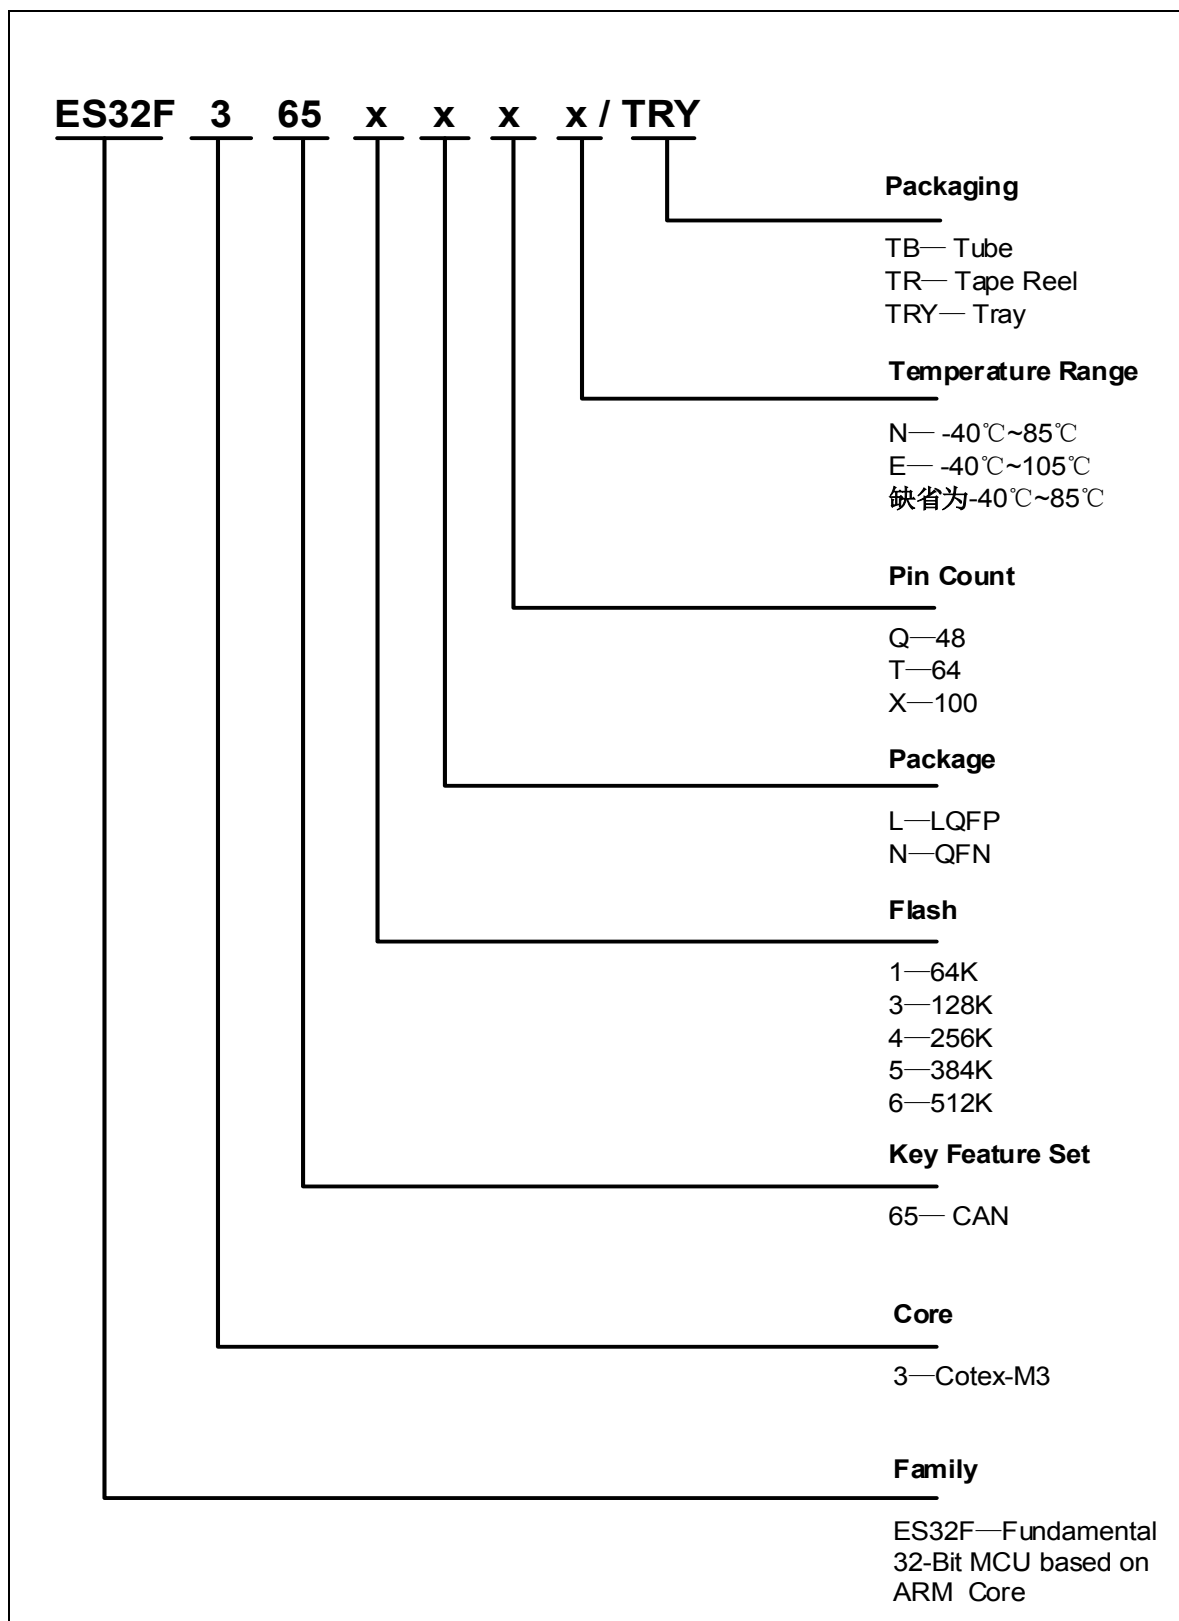 ES32F 3 65 x x x x / TRY
Packaging
TB— Tube
TR— Tape Reel
TRY— Tray
Temperature Range
N— -40℃~85℃
E— -40℃~105℃
缺省为-40℃~85℃
Pin Count
Q—48
T—64
X—100
Package
L—LQFP
N—QFN
Flash
1—64K
3—128K
4—256K
5—384K
6—512K
Key Feature Set
65— CAN
Core
3—Cotex-M3
Family
ES32F—Fundamental
32-Bit MCU based on
ARM Core